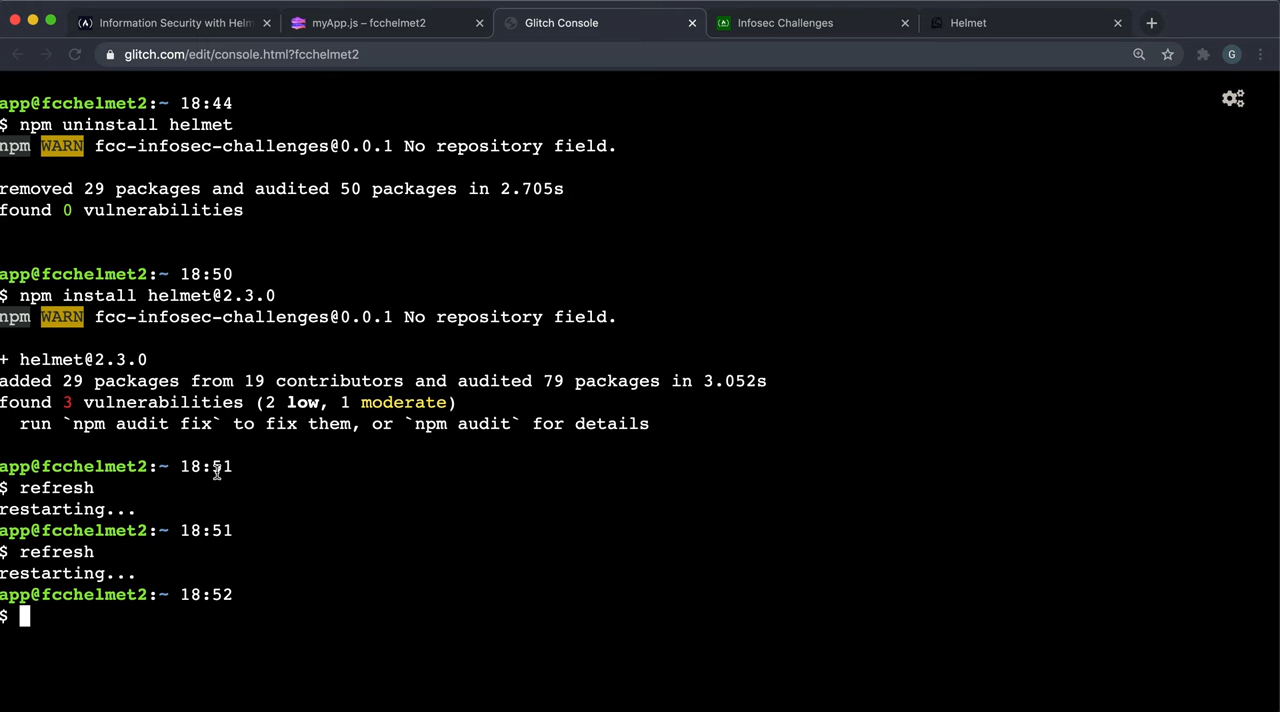 Information Security with Helm
myApp.js – fcchelmet2
Glitch Console
Infosec Challenges
Helmet
glitch.com/edit/console.html?fcchelmet2
G
app@fcchelmet2:~ 18:44
$ npm uninstall helmet
npm WARN fcc-infosec-challenges@0.0.1 No repository field.
removed 29 packages and audited 50 packages in 2.705s
found 0 vulnerabilities
app@fcchelmet2:~ 18:50
$ npm install helmet@2.3.0
npm WARN fcc-infosec-challenges@0.0.1 No repository field.
+ helmet@2.3.0
added 29 packages from 19 contributors and audited 79 packages in 3.052s
found 3 vulnerabilities (2 low, 1 moderate)
run `npm audit fix` to fix them, or `npm audit` for details
app@fcchelmet2:~ 18:51
$ refresh
restarting...
app@fcchelmet2:~ 18:51
$ refresh
restarting...
app@fcchelmet2:~ 18:52
$